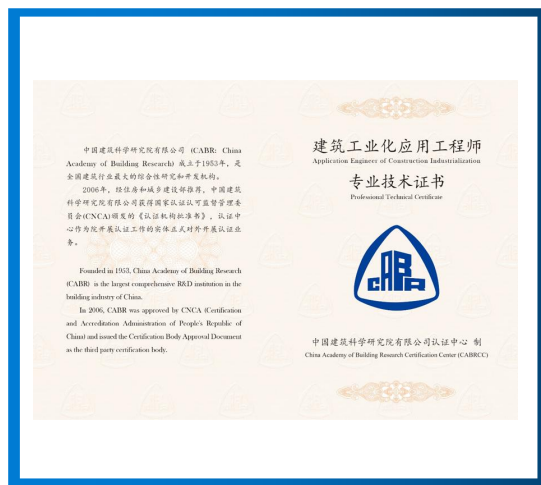 中国建筑科学研究院有限公司 (CABR: China
Academy of Building Research) 成立于1953年，是
全国建筑行业最大的综合性研究和开发机构。
2006年，经住房和城乡建设部推荐，中国建筑
科学研究院有限公司获得国家认证认可监督管理委
员会(CNCA)颁发的《认证机构批准书》，认证中
心作为院开展认证工作的实体正式对外开展认证业
务。
Founded in 1953, China Academy of Building Research
(CABR) is the largest comprehensive R&D institution in the
building industry of China.
In 2006, CABR was approved by CNCA (Certification
and Accreditation Administration of People's Republic of
China) and issued the Certification Body Approval Document
as the third party certification body.
建筑工业化应用工程师
Application Engineer of Construction Industrialization
专业技术证书
Professional Technical Certificate
CABR
中国建筑科学研究院有限公司认证中心 制
China Academy of Building Research Certification Center (CABRCC)